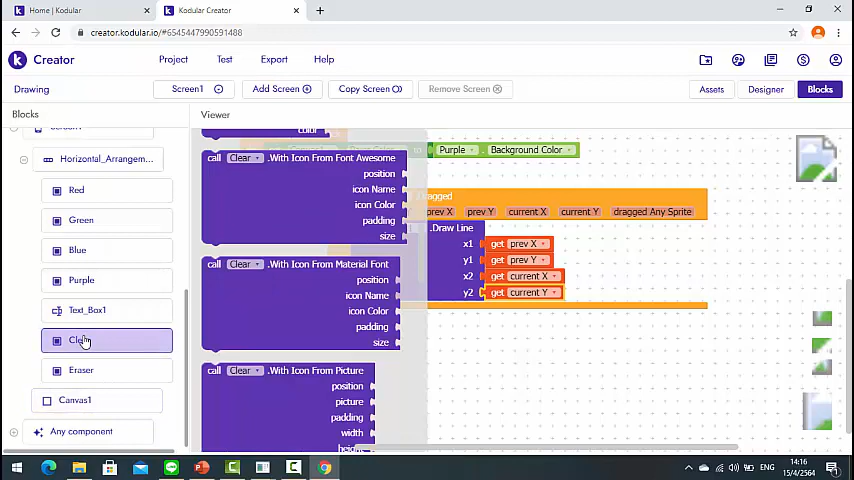 Home | Kodular
Kodular Creator
creator.kodular.io/#6545447990591488
Creator
Project
Test
Export
Help
Drawing
Screen1
Add Screen
Copy Screen
Remove Screen
Assets
Designer
Blocks
Blocks
Viewer
Horizontal_Arrangem...
Red
Green
Blue
Purple
Text_Box1
Clear
Eraser
Canvas1
Any component
color
call Clear .With Icon From Font Awesome
position
icon Name
icon Color
padding
size
call Clear .With Icon From Material Font
position
icon Name
icon Color
padding
size
call Clear .With Icon From Picture
position
picture
padding
width
height
to Purple . Background Color
Dragged
prev X prev Y current X current Y dragged Any Sprite
.Draw Line
x1 get prev X
y1 get prev Y
x2 get current X
y2 get current Y
ENG
14:16
15/4/2564